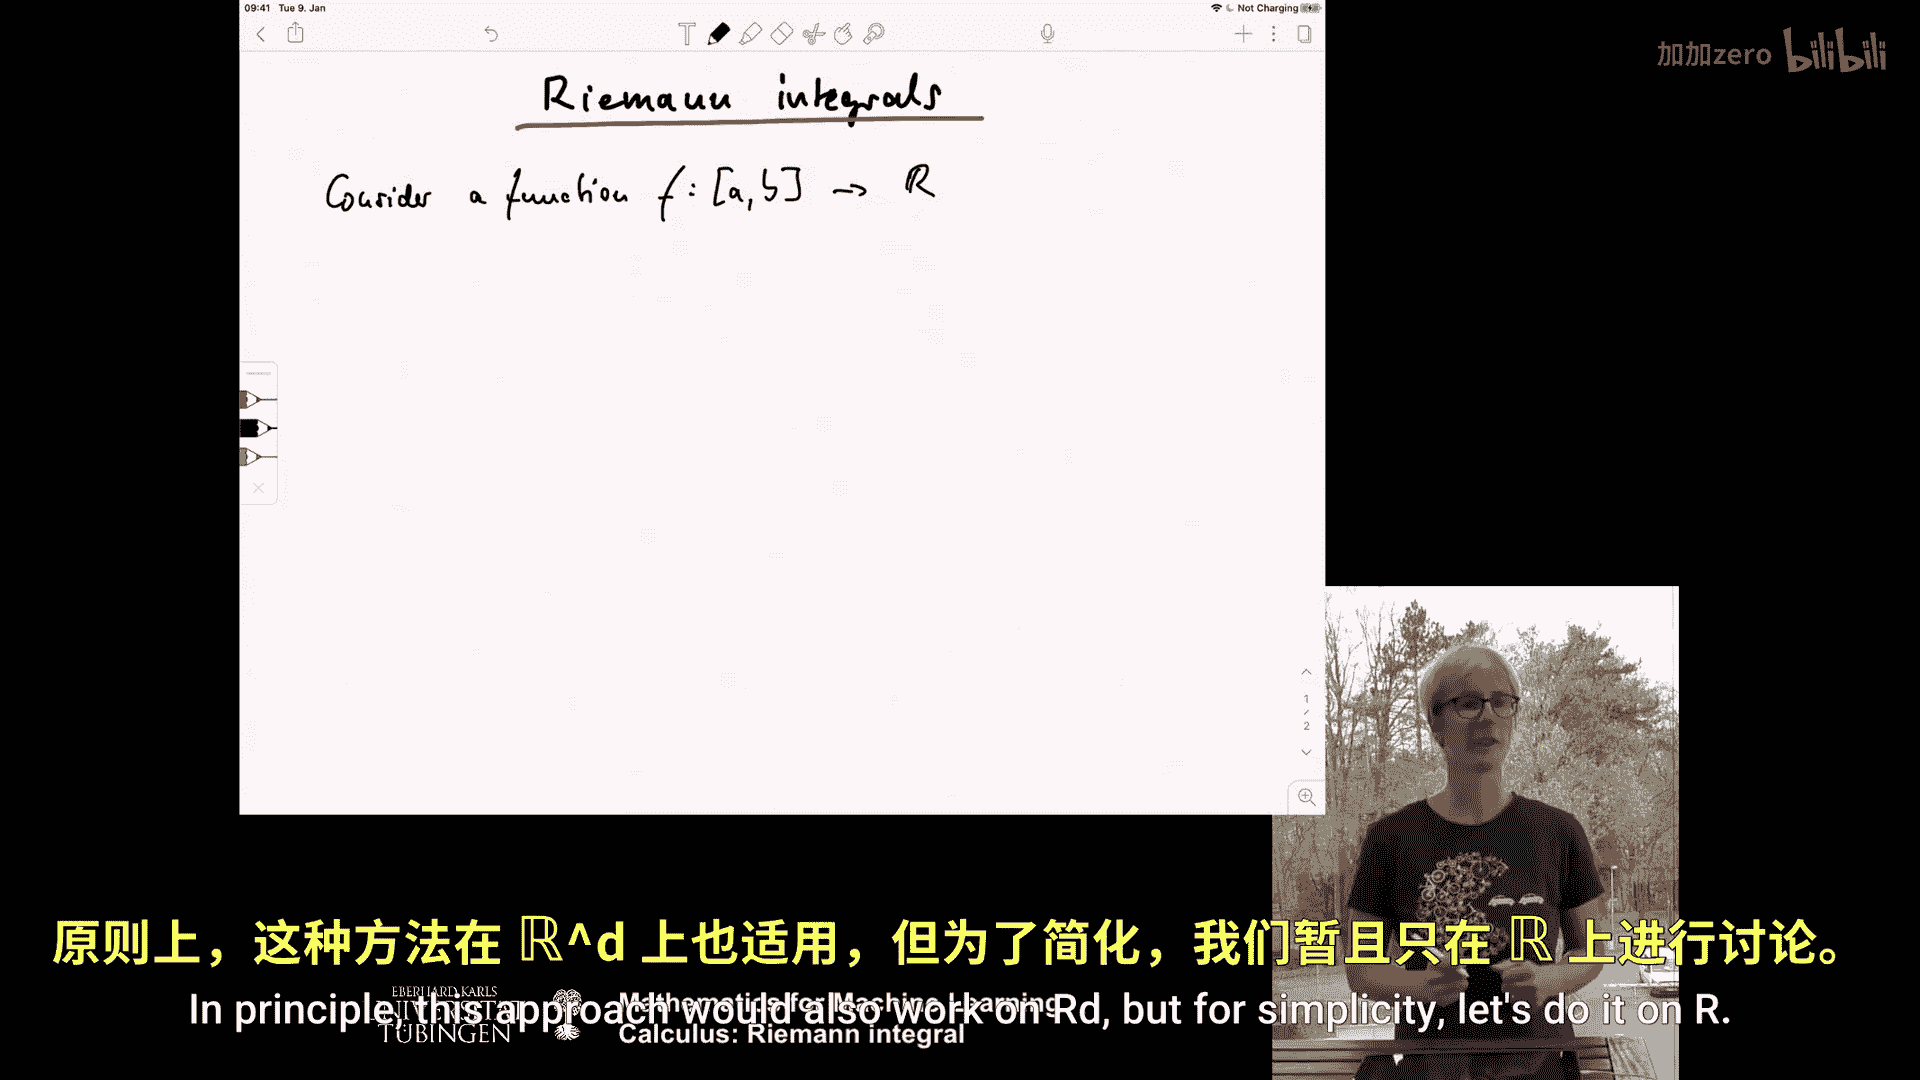 09:41 Tue 9. Jan
Not Charging
加加zero bilibili
Riemann integrals
Consider a function f: [a, b] → ℝ
1
/
2
原则上，这种方法在 ℝ^d 上也适用，但为了简化，我们暂且只在 ℝ 上进行讨论。
In principle, this approach would also work on Rd, but for simplicity, let's do it on R.
EBERHARD KARLS
UNIVERSITÄT
TÜBINGEN
Mathematics for Machine Learning
Calculus: Riemann integral